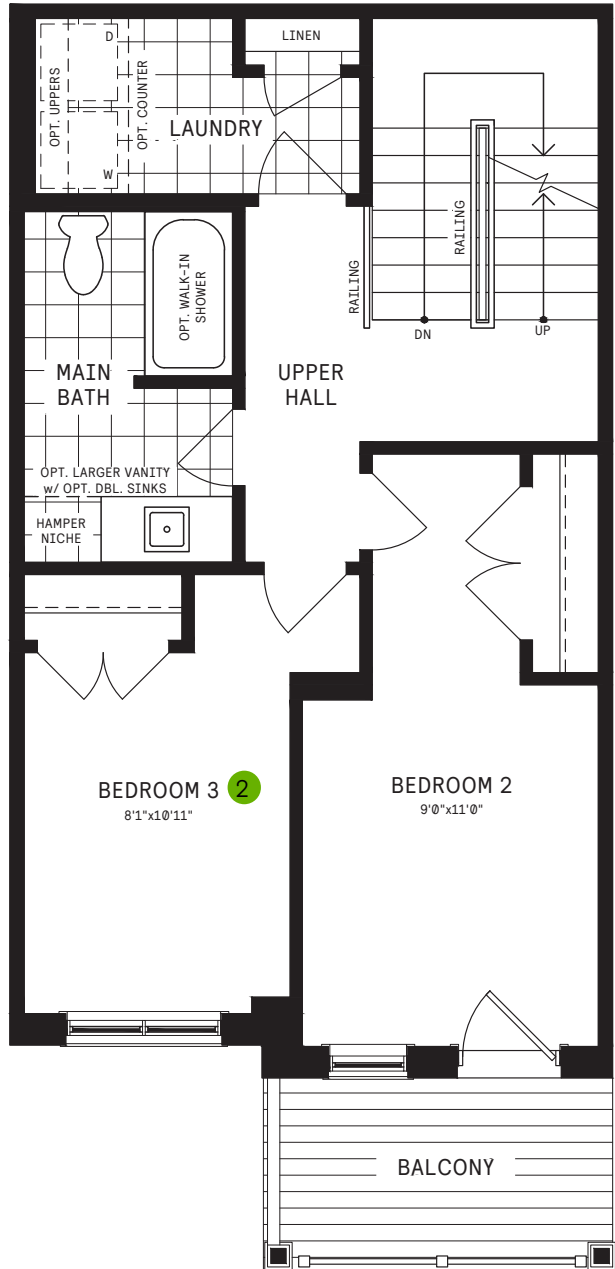 LINEN
D
OPT. UPPERS
OPT. COUNTER
LAUNDRY
W
RAILING
RAILING
OPT. WALK-IN
SHOWER
DN
UP
MAIN
BATH
UPPER
HALL
OPT. LARGER VANITY
w/ OPT. DBL. SINKS
HAMPER
NICHE
BEDROOM 3 2
8'1"x10'11"
BEDROOM 2
9'0"x11'0"
BALCONY